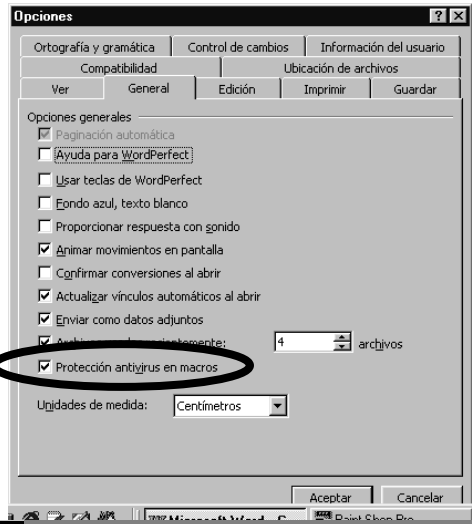 Opciones
Ortografía y gramática Control de cambios Información del usuario
Compatibilidad Ubicación de archivos
Ver General Edición Imprimir Guardar
Opciones generales
Paginación automática
Ayuda para WordPerfect
Usar teclas de WordPerfect
Fondo azul, texto blanco
Proporcionar respuesta con sonido
Animar movimientos en pantalla
Confirmar conversiones al abrir
Actualizar vínculos automáticos al abrir
Enviar como datos adjuntos
4 archivos
Protección antivirus en macros
Unidades de medida: Centímetros
Aceptar Cancelar
Microsoft Word Paint Shop Pro